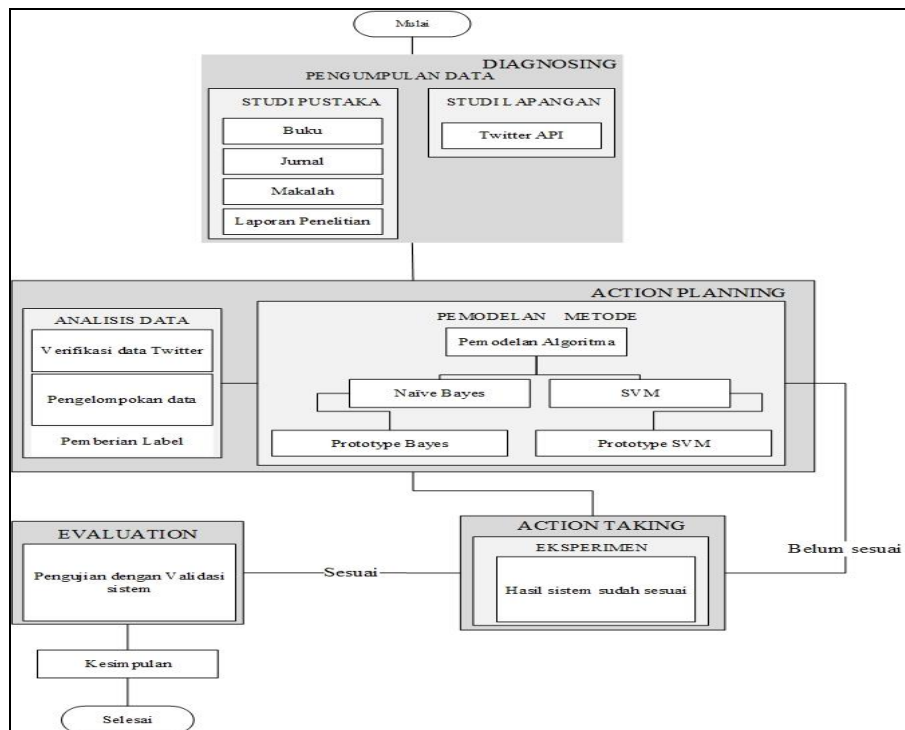 Mulai
DIAGNOSING
PENGUMPULAN DATA
STUDI PUSTAKA
Buku
Jurnal
Makalah
Laporan Penelitian
STUDI LAPANGAN
Twitter API
ACTION PLANNING
ANALISIS DATA
Verifikasi data Twitter
Pengelompokan data
Pemberian Label
PEMODELAN METODE
Pemodelan Algoritma
Naïve Bayes
SVM
Prototype Bayes
Prototype SVM
ACTION TAKING
EKSPERIMEN
Hasil sistem sudah sesuai
Belum sesuai
Sesuai
EVALUATION
Pengujian dengan Validasi
sistem
Kesimpulan
Selesai